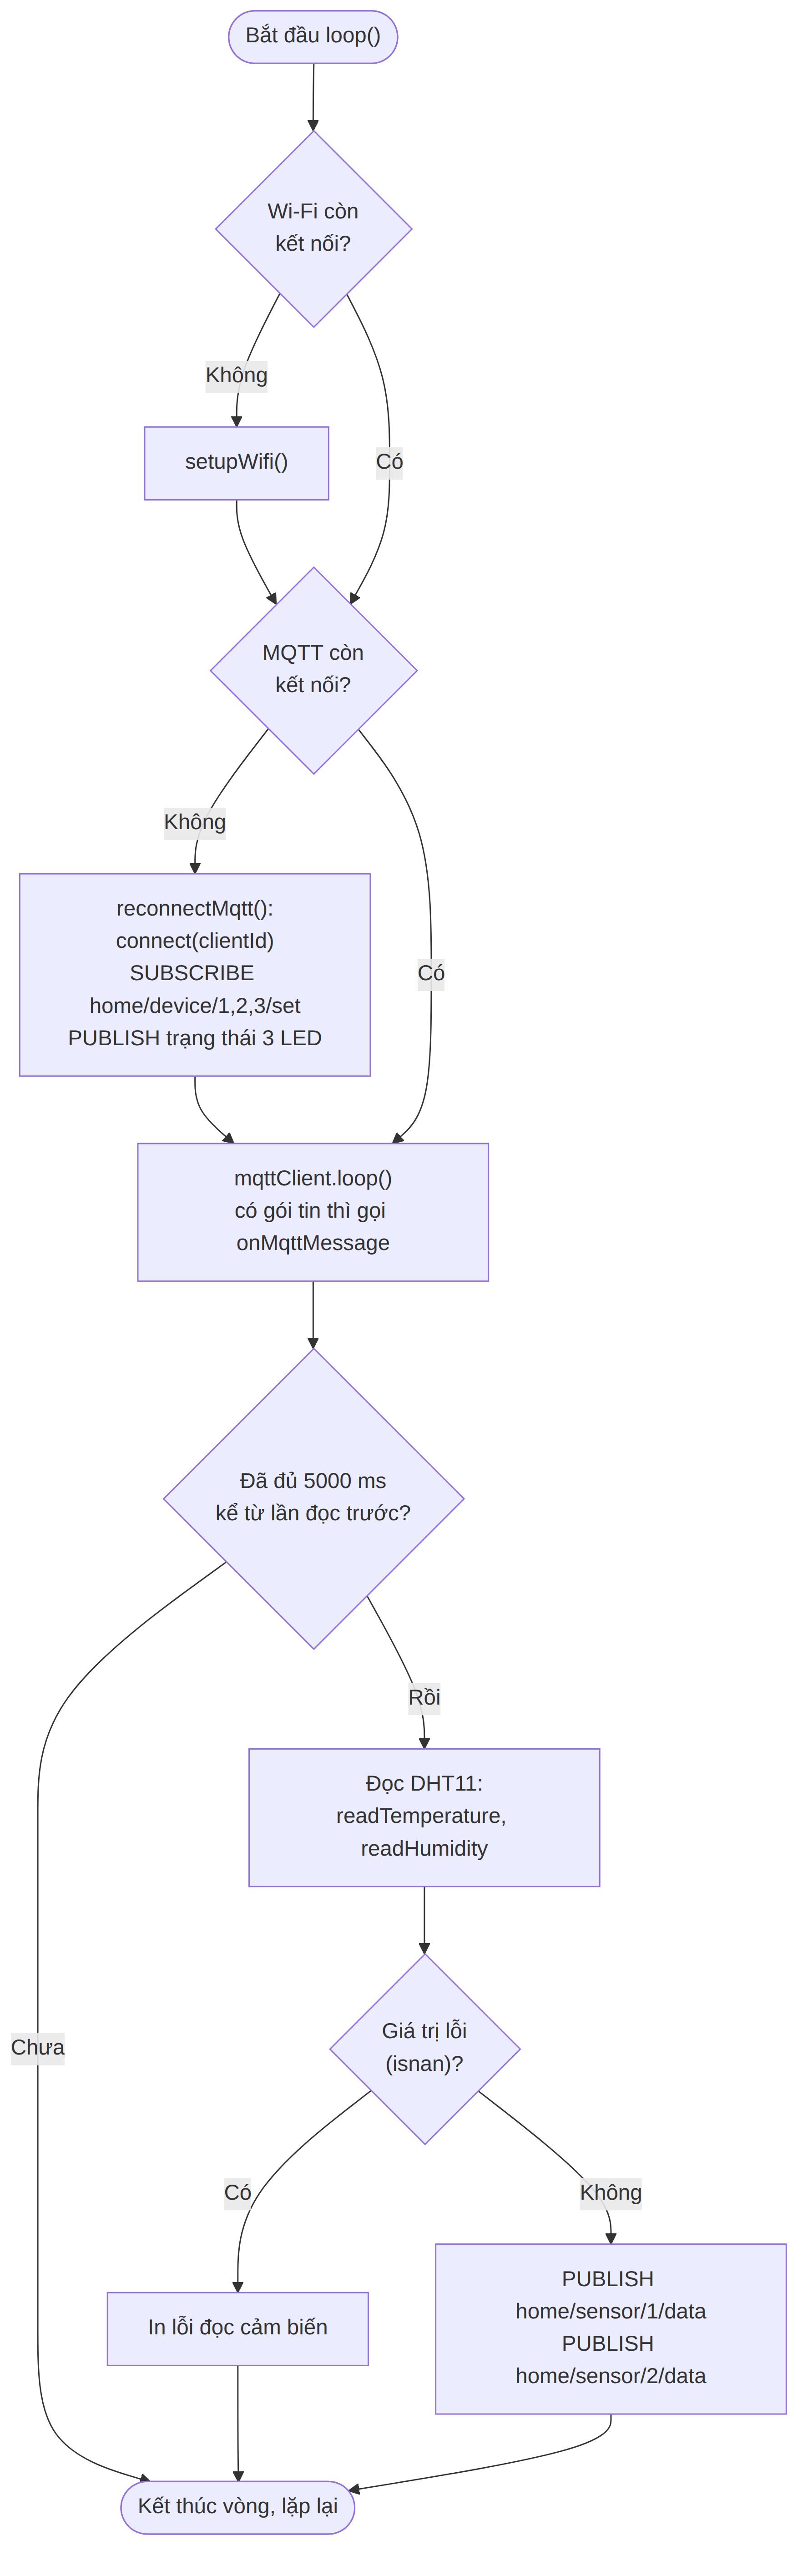 Bắt đầu loop()
Wi-Fi còn
kết nối?
Không
Có
setupWifi()
MQTT còn
kết nối?
Không
Có
reconnectMqtt():
connect(clientId)
SUBSCRIBE
home/device/1,2,3/set
PUBLISH trạng thái 3 LED
mqttClient.loop()
có gói tin thì gọi
onMqttMessage
Đã đủ 5000 ms
kể từ lần đọc trước?
Rồi
Đọc DHT11:
readTemperature,
readHumidity
Chưa
Giá trị lỗi
(isnan)?
Có
Không
In lỗi đọc cảm biến
PUBLISH
home/sensor/1/data
PUBLISH
home/sensor/2/data
Kết thúc vòng, lặp lại